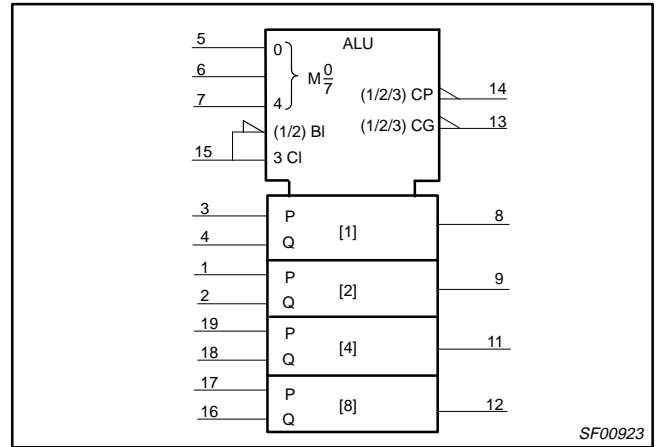 5 0 ALU
6 M 0/7
7 4 (1/2/3) CP 14
(1/2) BI (1/2/3) CG 13
15 3 CI
3 P [1] 8
4 Q
1 P [2] 9
2 Q
19 P [4] 11
18 Q
17 P [8] 12
16 Q
SF00923